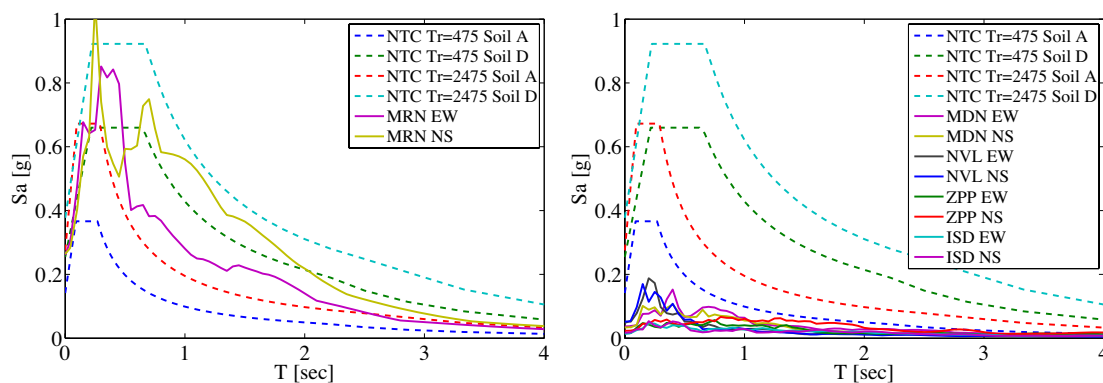 1
0.8
0.6
0.4
0.2
0
Sa [g]
0
1
2
3
4
T [sec]
NTC Tr=475 Soil A
NTC Tr=475 Soil D
NTC Tr=2475 Soil A
NTC Tr=2475 Soil D
MRN EW
MRN NS
1
0.8
0.6
0.4
0.2
0
Sa [g]
0
1
2
3
4
T [sec]
NTC Tr=475 Soil A
NTC Tr=475 Soil D
NTC Tr=2475 Soil A
NTC Tr=2475 Soil D
MDN EW
MDN NS
NVL EW
NVL NS
ZPP EW
ZPP NS
ISD EW
ISD NS